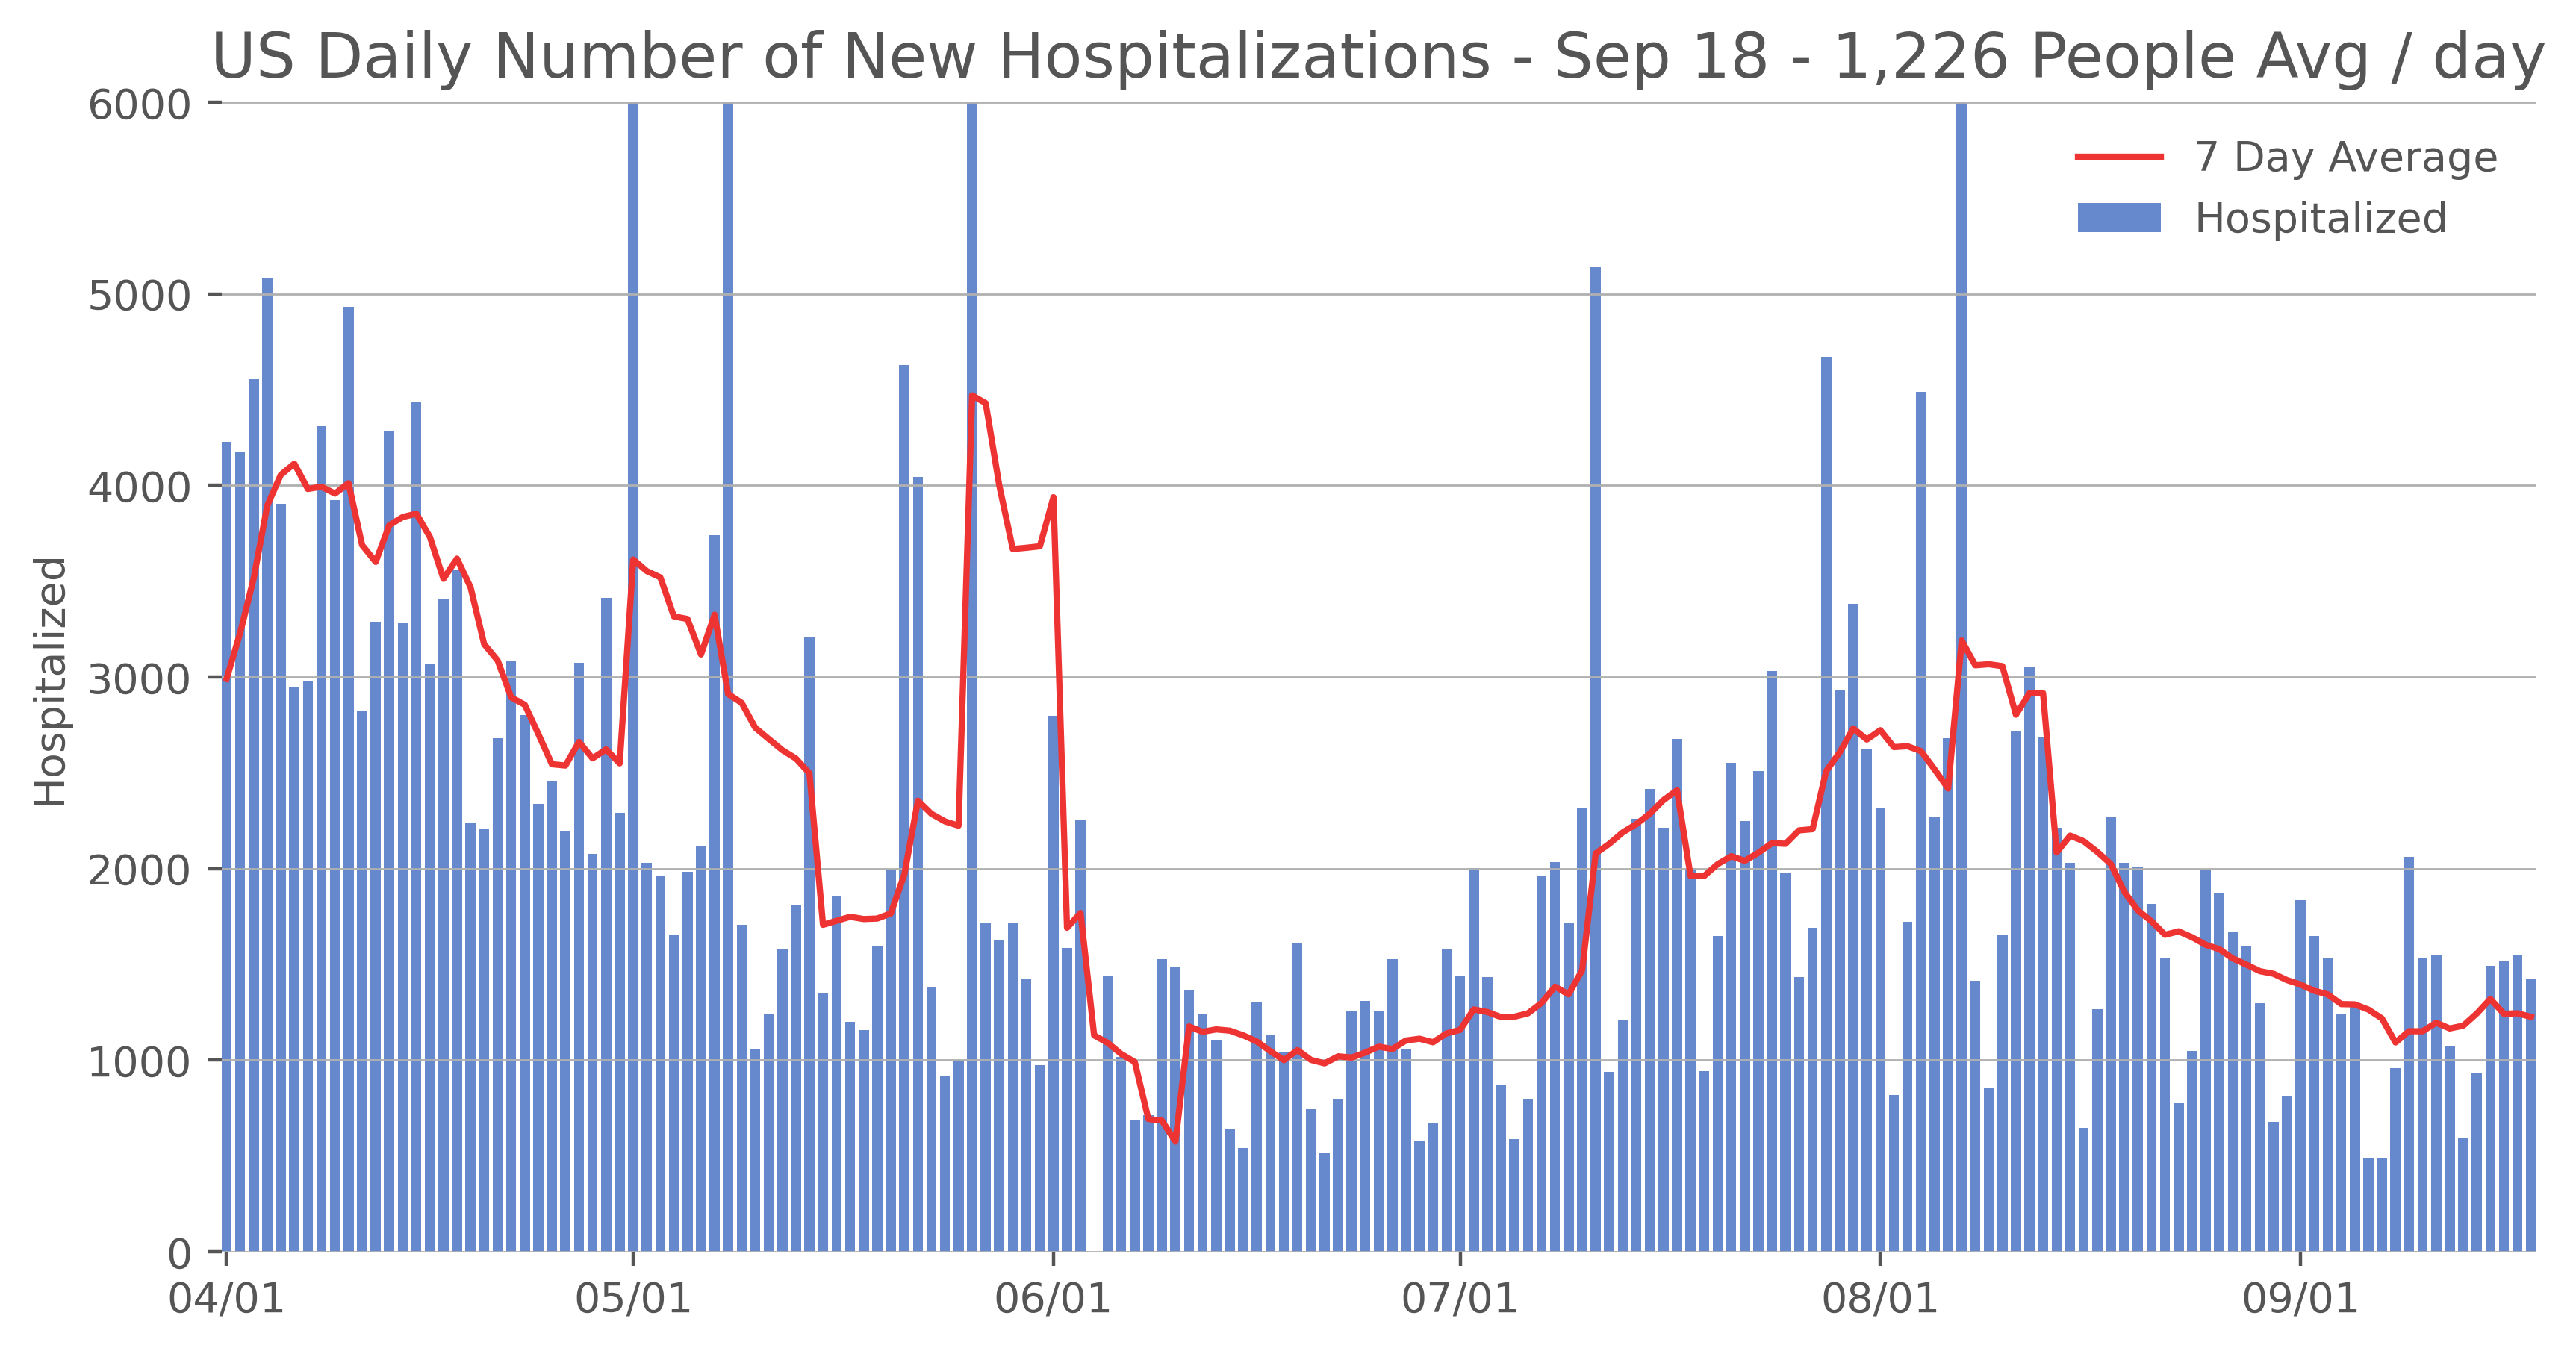 US Daily Number of New Hospitalizations - Sep 18 - 1,226 People Avg / day
6000
5000
4000
3000
2000
1000
0
Hospitalized
7 Day Average
Hospitalized
04/01 05/01 06/01 07/01 08/01 09/01